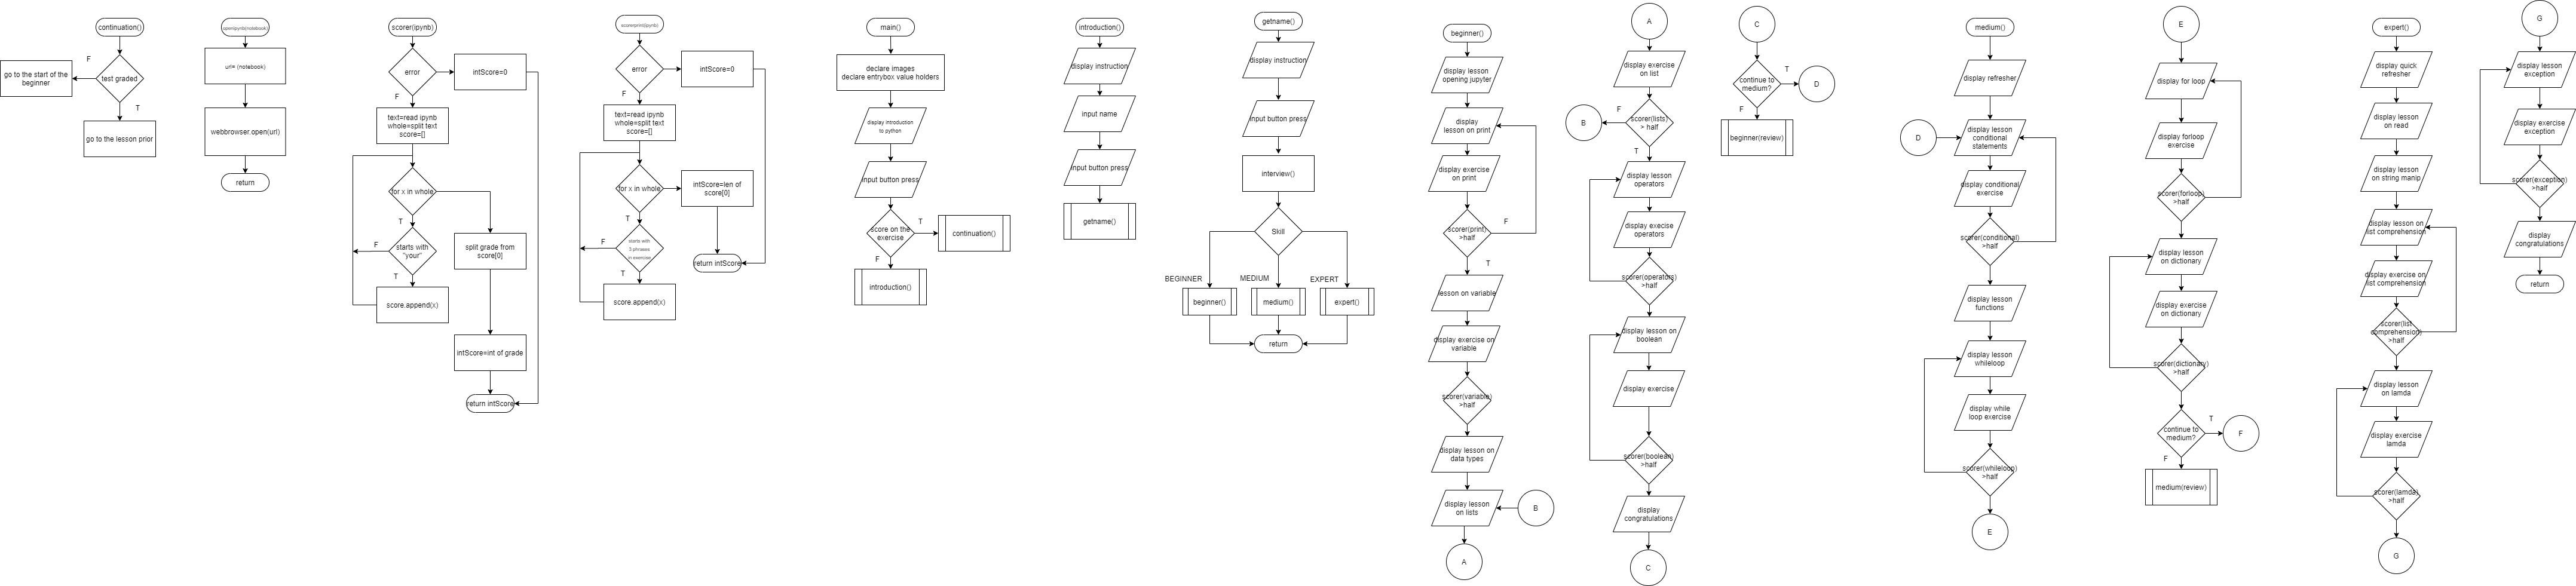 continuation()
F
test graded
go to the start of the
beginner
T
go to the lesson prior
openipynb(notebook)
url= (notebook)
webbrowser.open(url)
return
scorer(ipynb)
error
intScore=0
F
text=read ipynb
whole=split text
score=[]
for x in whole
T
starts with
"your"
F
split grade from
score[0]
T
score.append(x)
intScore=int of grade
return intScore
scorerprint(ipynb)
error
intScore=0
F
text=read ipynb
whole=split text
score=[]
for x in whole
intScore=len of
score[0]
T
starts with
3 phrases
in exercise
F
return intScore
T
score.append(x)
main()
declare images
declare entrybox value holders
display introduction
to python
input button press
score on the
exercise
T
continuation()
F
introduction()
introduction()
display instruction
input name
input button press
getname()
getname()
display instruction
input button press
interview()
Skill
BEGINNER
MEDIUM
EXPERT
beginner()
medium()
expert()
return
beginner()
display lesson
opening jupyter
display
lesson on print
display exercise
on print
scorer(print)
>half
F
T
lesson on variable
display exercise on
variable
scorer(variable)
>half
display lesson on
data types
display lesson
on lists
B
A
A
display exercise
on list
F
B
scorer(lists)
> half
T
display lesson
operators
display execise
operators
scorer(operators)
>half
display lesson on
boolean
display exercise
scorer(boolean)
>half
display
congratulations
C
C
continue to
medium?
T
D
F
beginner(review)
medium()
display refresher
D
display lesson
conditional
statements
display conditional
exercise
scorer(conditional)
>half
display lesson
functions
display lesson
whileloop
display while
loop exercise
scorer(whileloop)
>half
E
E
display for loop
display forloop
exercise
scorer(forloop)
>half
display lesson
on dictionary
display exercise
on dictionary
scorer(dictionary)
>half
continue to
medium?
T
F
F
medium(review)
expert()
display quick
refresher
display lesson
on read
display lesson
on string manip
display lesson on
list comprehension
display exercise on
list comprehension
scorer(list
comprehension)
>half
display lesson
on lamda
display exercise
lamda
scorer(lamda)
>half
G
G
display lesson
exception
display exercise
exception
scorer(exception)
>half
display
congratulations
return